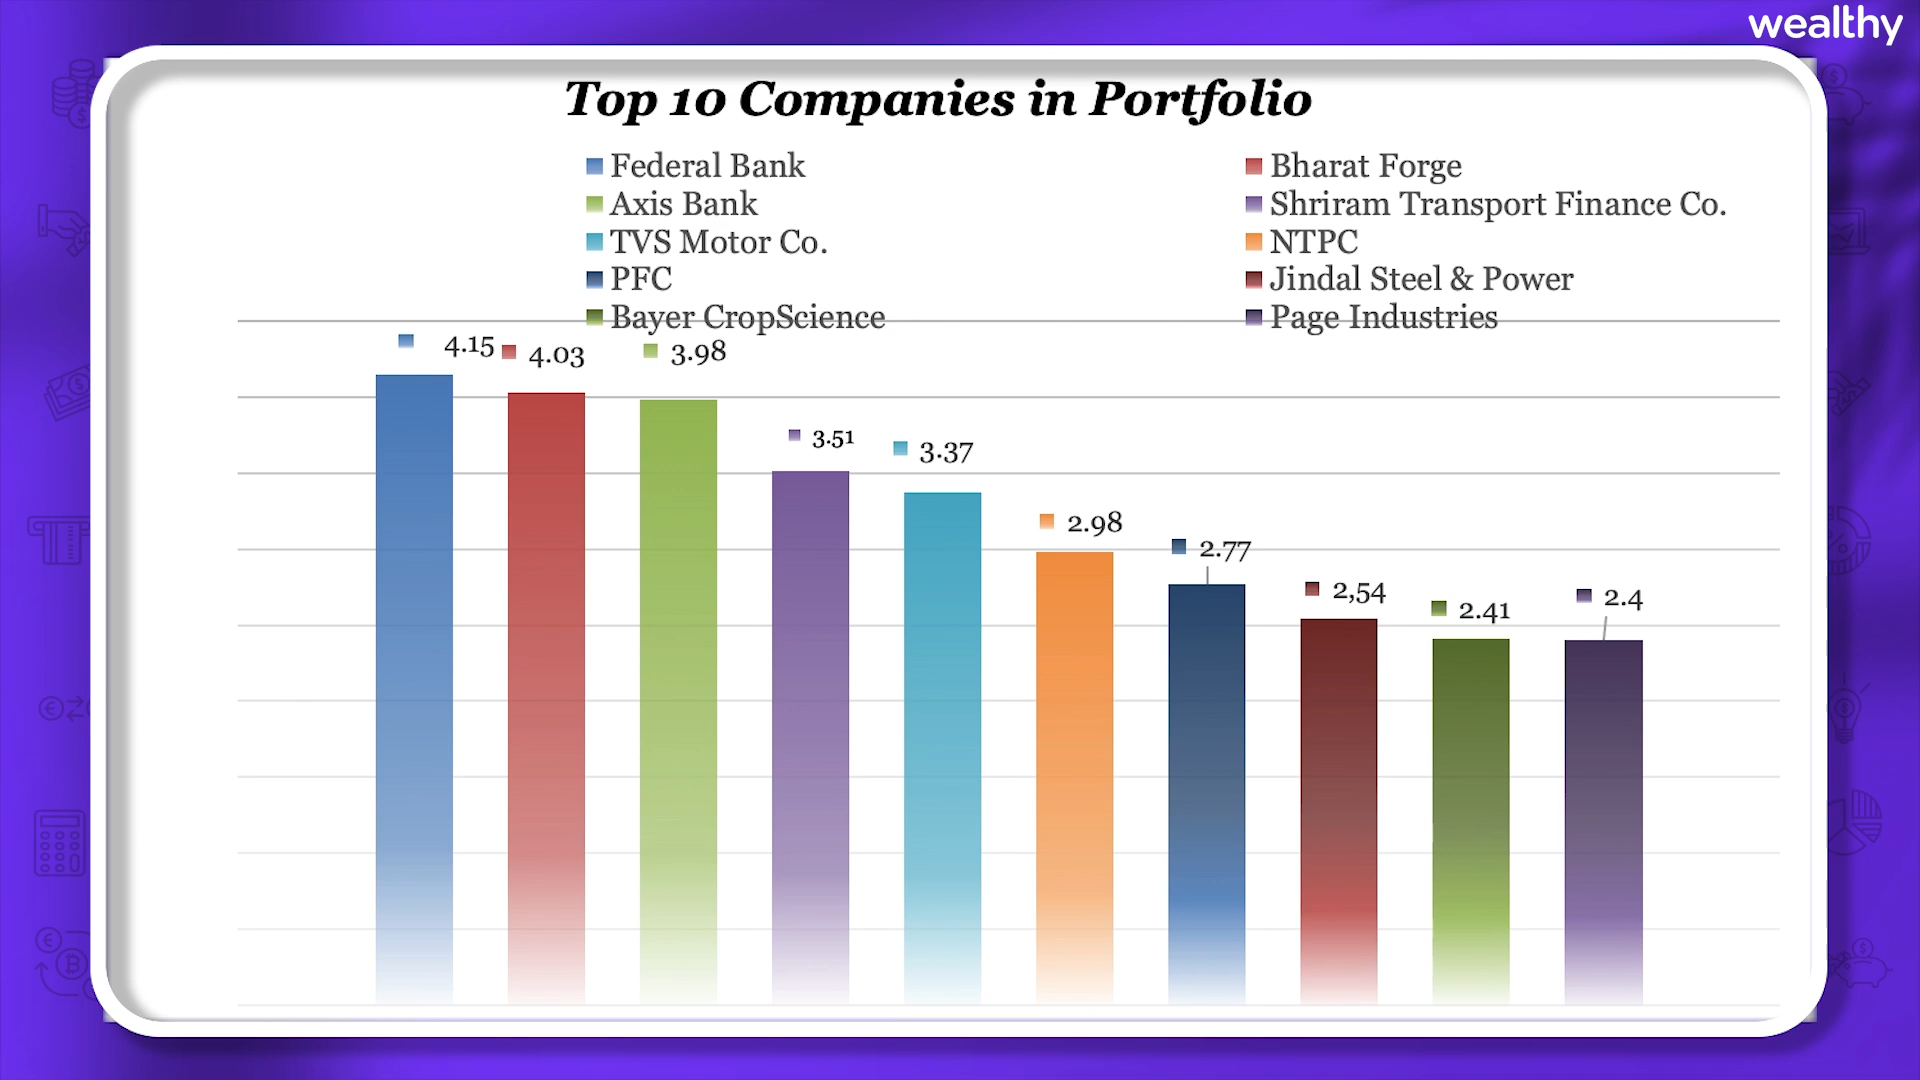 wealthy
Top 10 Companies in Portfolio
Federal Bank
Bharat Forge
Axis Bank
Shriram Transport Finance Co.
TVS Motor Co.
NTPC
PFC
Jindal Steel & Power
Bayer CropScience
Page Industries
4.15
4.03
3.98
3.51
3.37
2.98
2.77
2,54
2.41
2.4